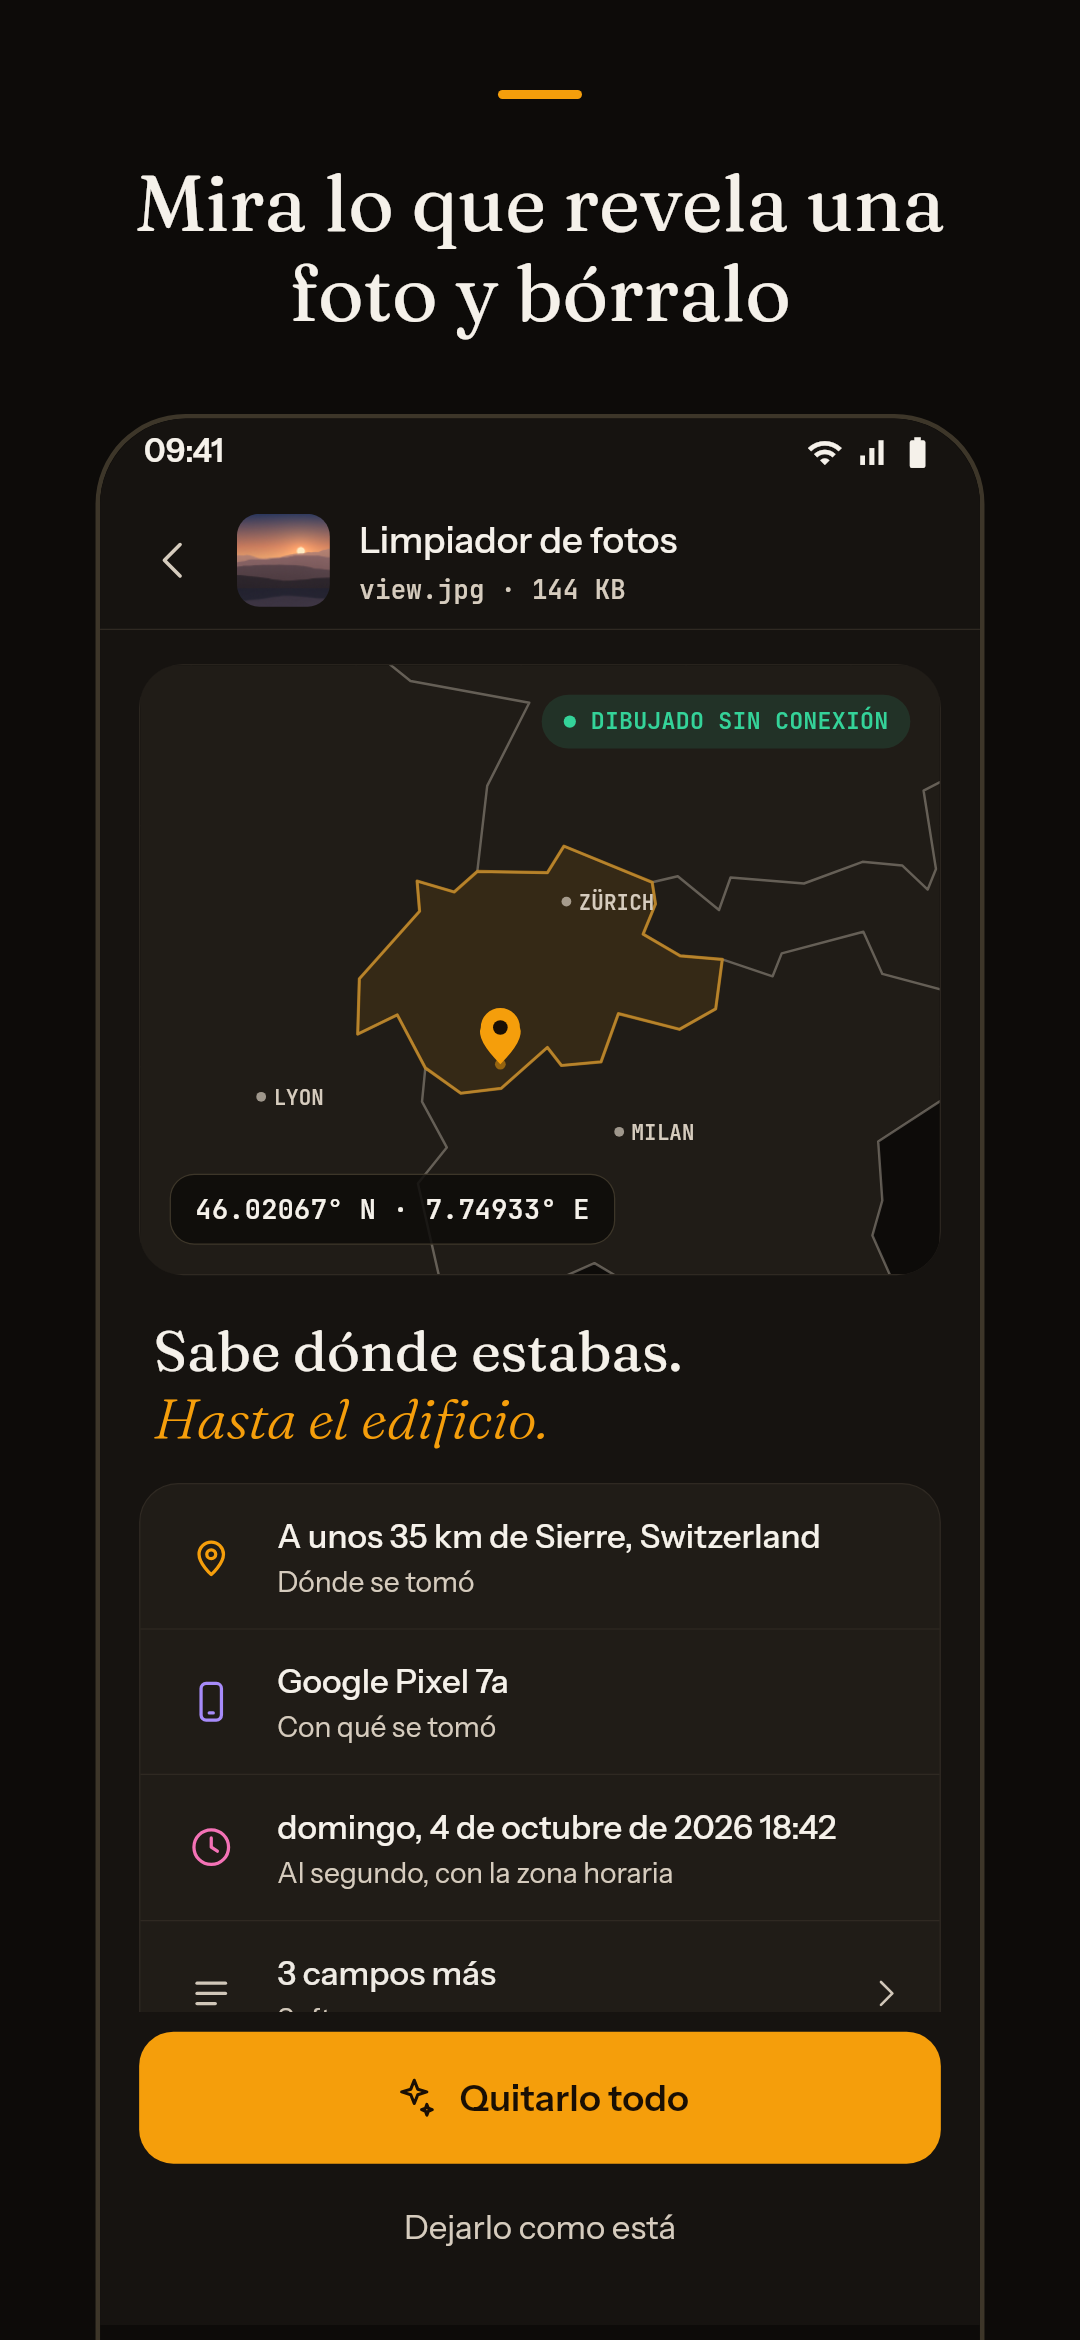 Mira lo que revela una
foto y bórralo
09:41
Limpiador de fotos
view.jpg · 144 KB
DIBUJADO SIN CONEXIÓN
ZÜRICH
LYON
MILAN
46.02067° N · 7.74933° E
Sabe dónde estabas.
Hasta el edificio.
A unos 35 km de Sierre, Switzerland
Dónde se tomó
Google Pixel 7a
Con qué se tomó
domingo, 4 de octubre de 2026 18:42
Al segundo, con la zona horaria
3 campos más
Quitarlo todo
Dejarlo como está